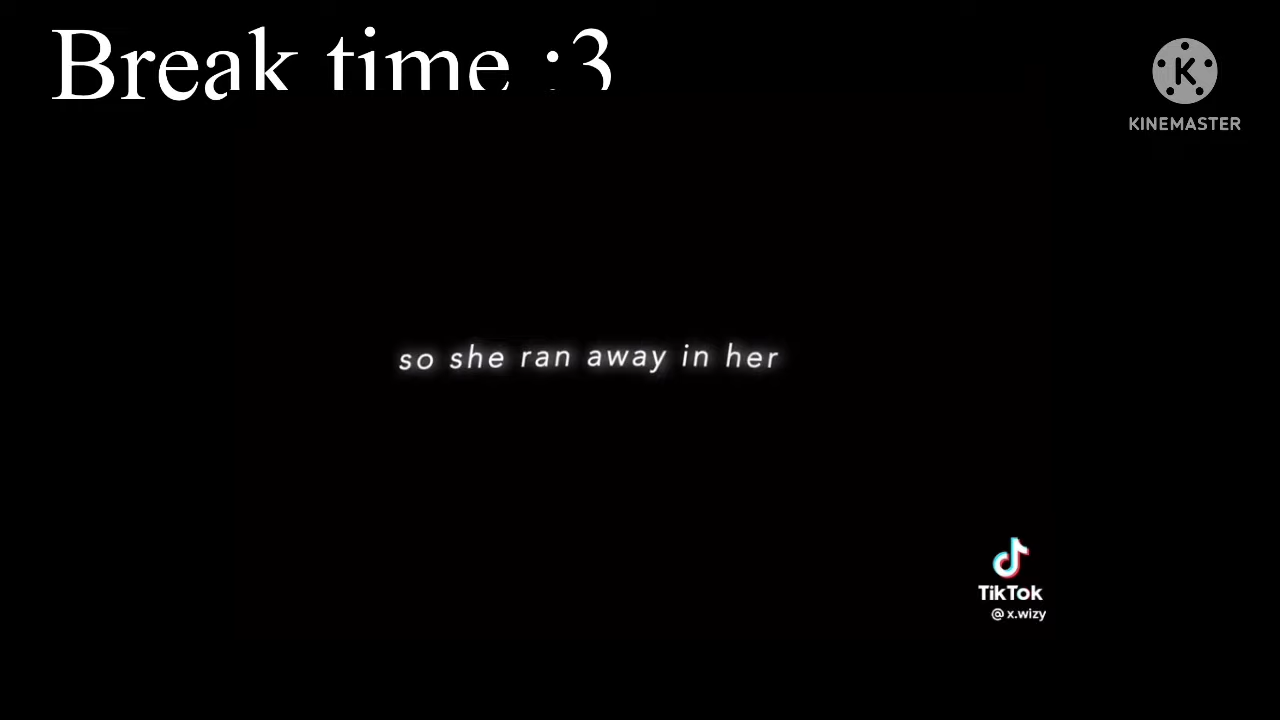 Break time :3
KINEMASTER
so she ran away in her
TikTok
@x.wizy